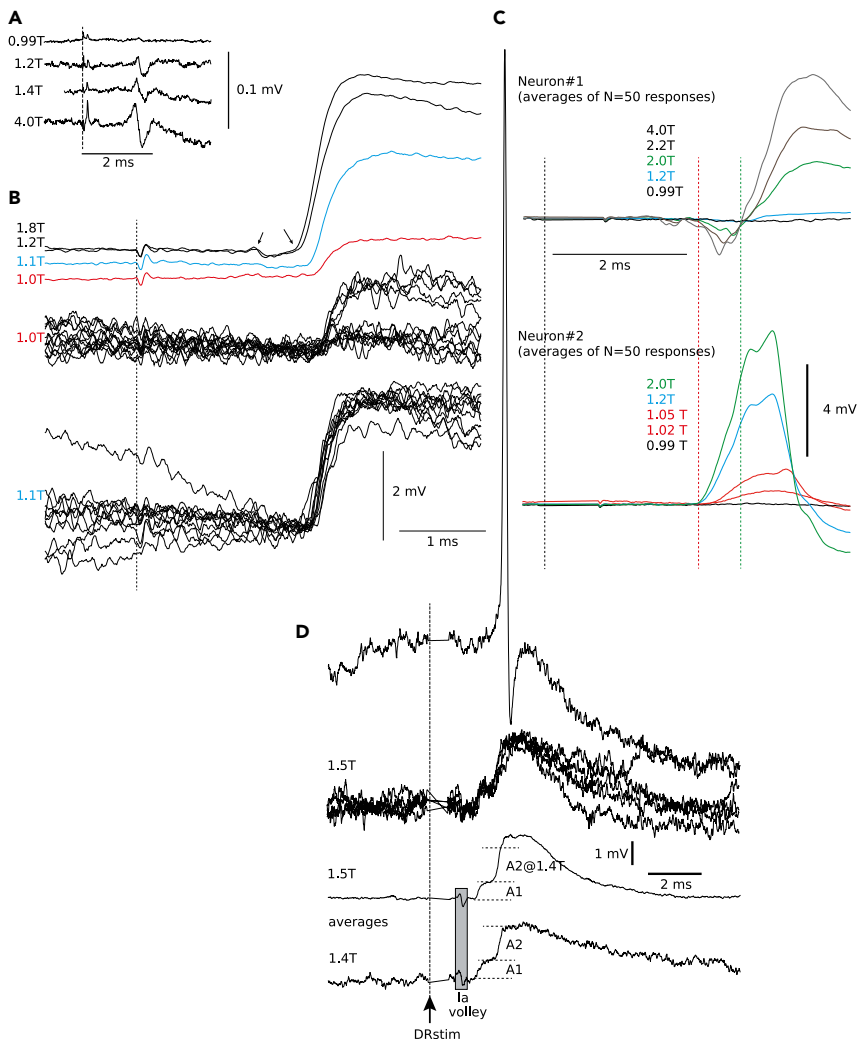 A
0.99T
1.2T
1.4T
4.0T
0.1 mV
2 ms
B
1.8T
1.2T
1.1T
1.0T
1.0T
1.1T
2 mV
1 ms
C
Neuron#1
(averages of N=50 responses)
4.0T
2.2T
2.0T
1.2T
0.99T
2 ms
Neuron#2
(averages of N=50 responses)
2.0T
1.2T
1.05 T
1.02 T
0.99 T
4 mV
D
1.5T
1 mV
2 ms
1.5T
A2@1.4T
A1
averages
1.4T
A2
A1
Ia
volley
DRstim